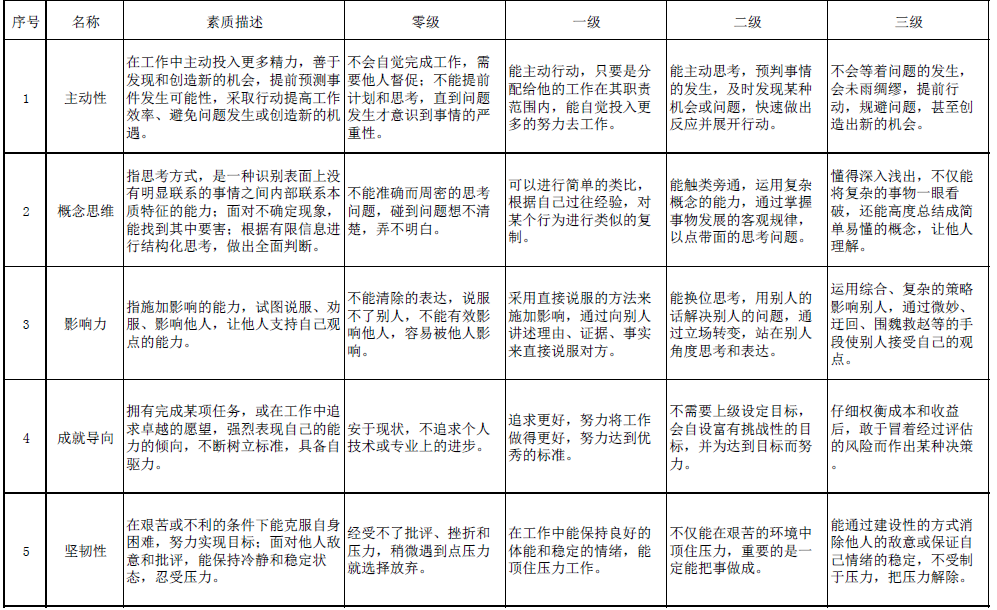 序号 名称 素质描述 零级 一级 二级 三级
1
主动性
在工作中主动投入更多精力，善于
发现和创造新的机会，提前预测事
件发生可能性，采取行动提高工作
效率、避免问题发生或创造新的机
遇。
不会自觉完成工作，需
要他人督促；不能提前
计划和思考，直到问题
发生才意识到事情的严
重性。
能主动行动，只要是分
配给他的工作在其职责
范围内，能自觉投入更
多的努力去工作。
能主动思考，预判事情
的发生，及时发现某种
机会或问题，快速做出
反应并展开行动。
不会等着问题的发生，
会未雨绸缪，提前行
动，规避问题，甚至创
造出新的机会。
2
概念思维
指思考方式，是一种识别表面上没
有明显联系的事情之间内部联系本
质特征的能力；面对不确定现象，
能找到其中要害；根据有限信息进
行结构化思考，做出全面判断。
不能准确而周密的思考
问题，碰到问题想不清
楚，弄不明白。
可以进行简单的类比，
根据自己过往经验，对
某个行为进行类似的复
制。
能触类旁通，运用复杂
概念的能力，通过掌握
事物发展的客观规律，
以点带面的思考问题。
懂得深入浅出，不仅能
将复杂的事物一眼看
破，还能高度总结成简
单易懂的概念，让他人
理解。
3
影响力
指施加影响的能力，试图说服、劝
服、影响他人，让他人支持自己观
点的能力。
不能清除的表达，说服
不了别人，不能有效影
响他人，容易被他人影
响。
采用直接说服的方法来
施加影响，通过向别人
讲述理由、证据、事实
来直接说服对方。
能换位思考，用别人的
话解决别人的问题，通
过立场转变，站在别人
角度思考和表达。
运用综合、复杂的策略
影响别人，通过微妙、
迂回、围魏救赵等的手
段使别人接受自己的观
点。
4
成就导向
拥有完成某项任务，或在工作中追
求卓越的愿望，强烈表现自己的能
力的倾向，不断树立标准，具备自
驱力。
安于现状，不追求个人
技术或专业上的进步。
追求更好，努力将工作
做得更好，努力达到优
秀的标准。
不需要上级设定目标，
会自设富有挑战性的目
标，并为达到目标而努
力。
仔细权衡成本和收益
后，敢于冒着经过评估
的风险而作出某种决策
。
5
坚韧性
在艰苦或不利的条件下能克服自身
困难，努力实现目标；面对他人敌
意和批评，能保持冷静和稳定状
态，忍受压力。
经受不了批评、挫折和
压力，稍微遇到点压力
就选择放弃。
在工作中能保持良好的
体能和稳定的情绪，能
顶住压力工作。
不仅能在艰苦的环境中
顶住压力，重要的是一
定能把事做成。
能通过建设性的方式消
除他人的敌意或保证自
己情绪的稳定，不受制
于压力，把压力解除。